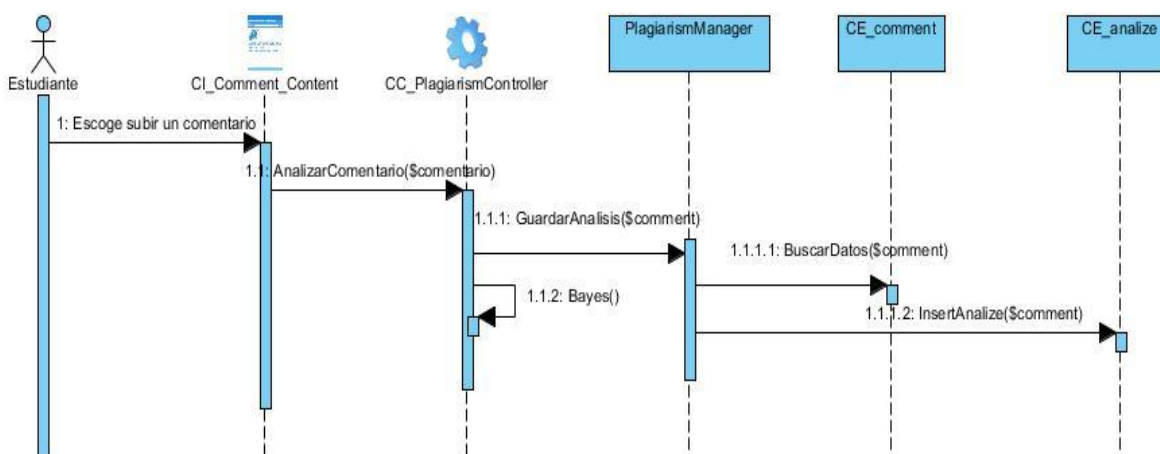 PlagiarismManager
CE_comment
CE_analize
Estudiante
CI_Comment_Content
CC_PlagiarismController
1: Escoge subir un comentario
1.1: AnalizarComentario($comentario)
1.1.1: GuardarAnalisis($comment)
1.1.1.1: BuscarDatos($comment)
1.1.2: Bayes()
1.1.1.2: InsertAnalize($comment)